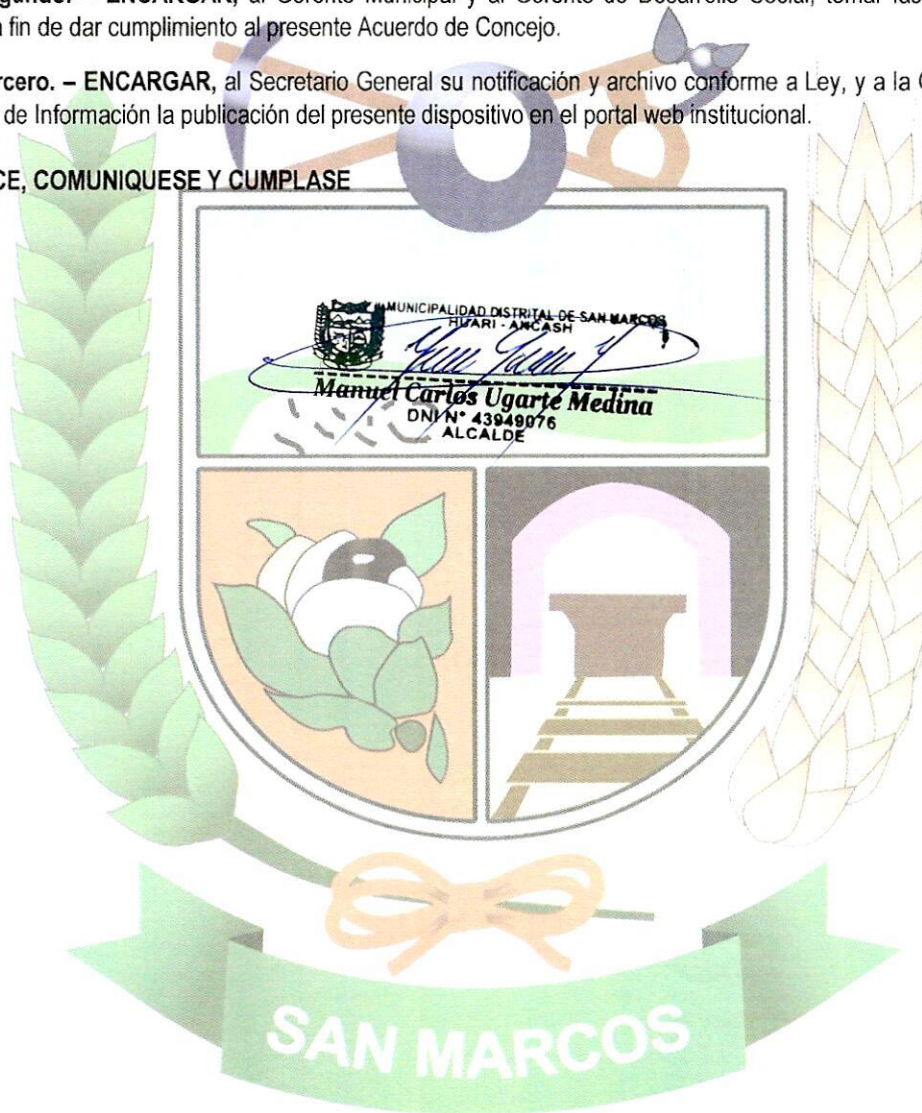 gundo. – ENCARGAR, al Gerente Municipal y al Gerente de Desarrollo Social, tomar las
fin de dar cumplimiento al presente Acuerdo de Concejo.
rcero. – ENCARGAR, al Secretario General su notificación y archivo conforme a Ley, y a la
de Información la publicación del presente dispositivo en el portal web institucional.
CE, COMUNIQUESE Y CUMPLASE
MUNICIPALIDAD DISTRITAL DE SAN MARCOS
HUARI - ANCASH
Manuel Carlos Ugarte Medina
DNI N° 43949076
ALCALDE
SAN MARCOS